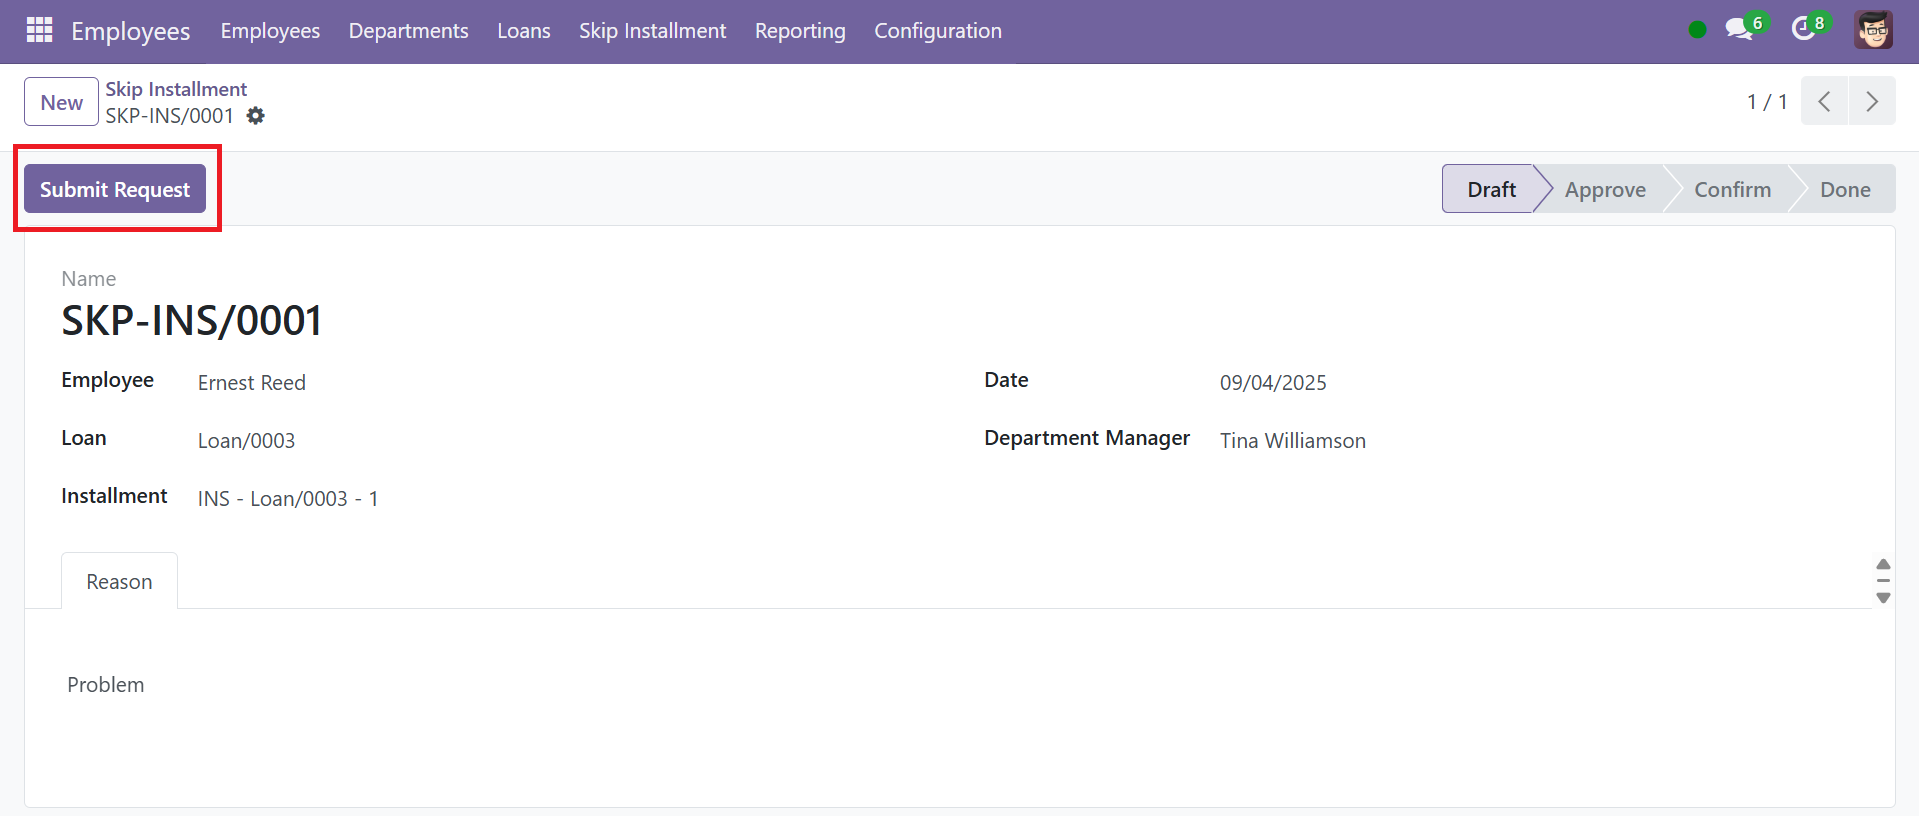 Employees Employees Departments Loans Skip Installment Reporting Configuration 6 8
New Skip Installment
SKP-INS/0001 1 / 1
Submit Request Draft Approve Confirm Done
Name
SKP-INS/0001
Employee Ernest Reed Date 09/04/2025
Loan Loan/0003 Department Manager Tina Williamson
Installment INS - Loan/0003 - 1
Reason
Problem